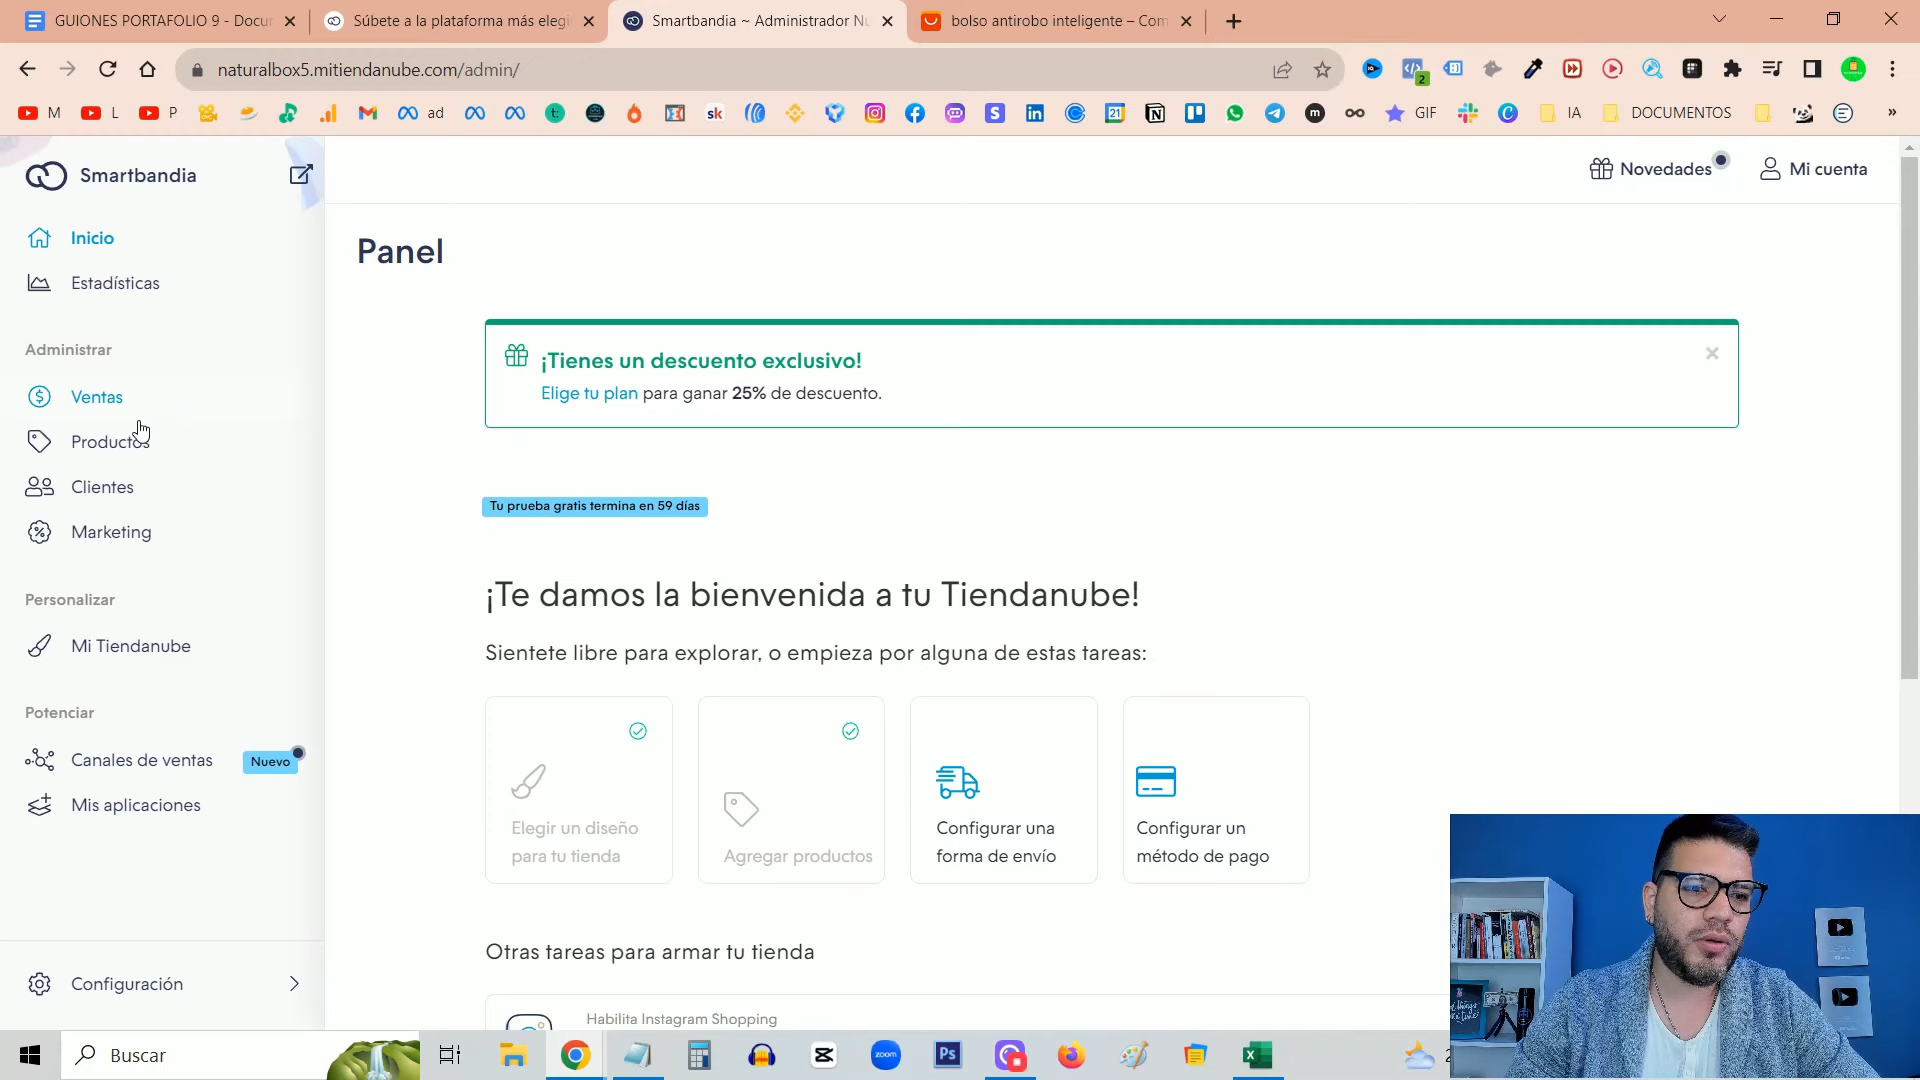 GUIONES PORTAFOLIO 9 - Docu
Súbete a la plataforma más elegi
Smartbandia ~ Administrador Nu
bolso antirobo inteligente – Com
naturalbox5.mitiendanube.com/admin/
M
L
P
ad
sk
GIF
IA
DOCUMENTOS
Smartbandia
Novedades
Mi cuenta
Inicio
Estadísticas
Administrar
Ventas
Productos
Clientes
Marketing
Personalizar
Mi Tiendanube
Potenciar
Canales de ventas
Nuevo
Mis aplicaciones
Configuración
Panel
¡Tienes un descuento exclusivo!
Elige tu plan para ganar 25% de descuento.
Tu prueba gratis termina en 59 días
¡Te damos la bienvenida a tu Tiendanube!
Sientete libre para explorar, o empieza por alguna de estas tareas:
Elegir un diseño
para tu tienda
Agregar productos
Configurar una
forma de envío
Configurar un
método de pago
Otras tareas para armar tu tienda
Habilita Instagram Shopping
Buscar
zoom
Ps